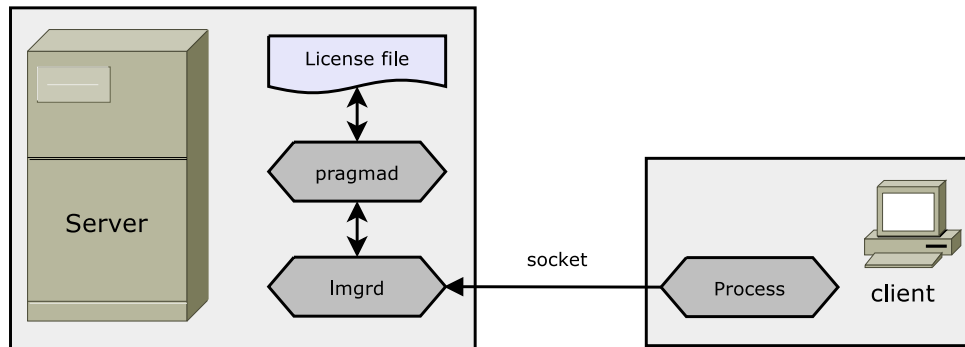 License file
pragmad
Server
lmgrd
socket
Process
client